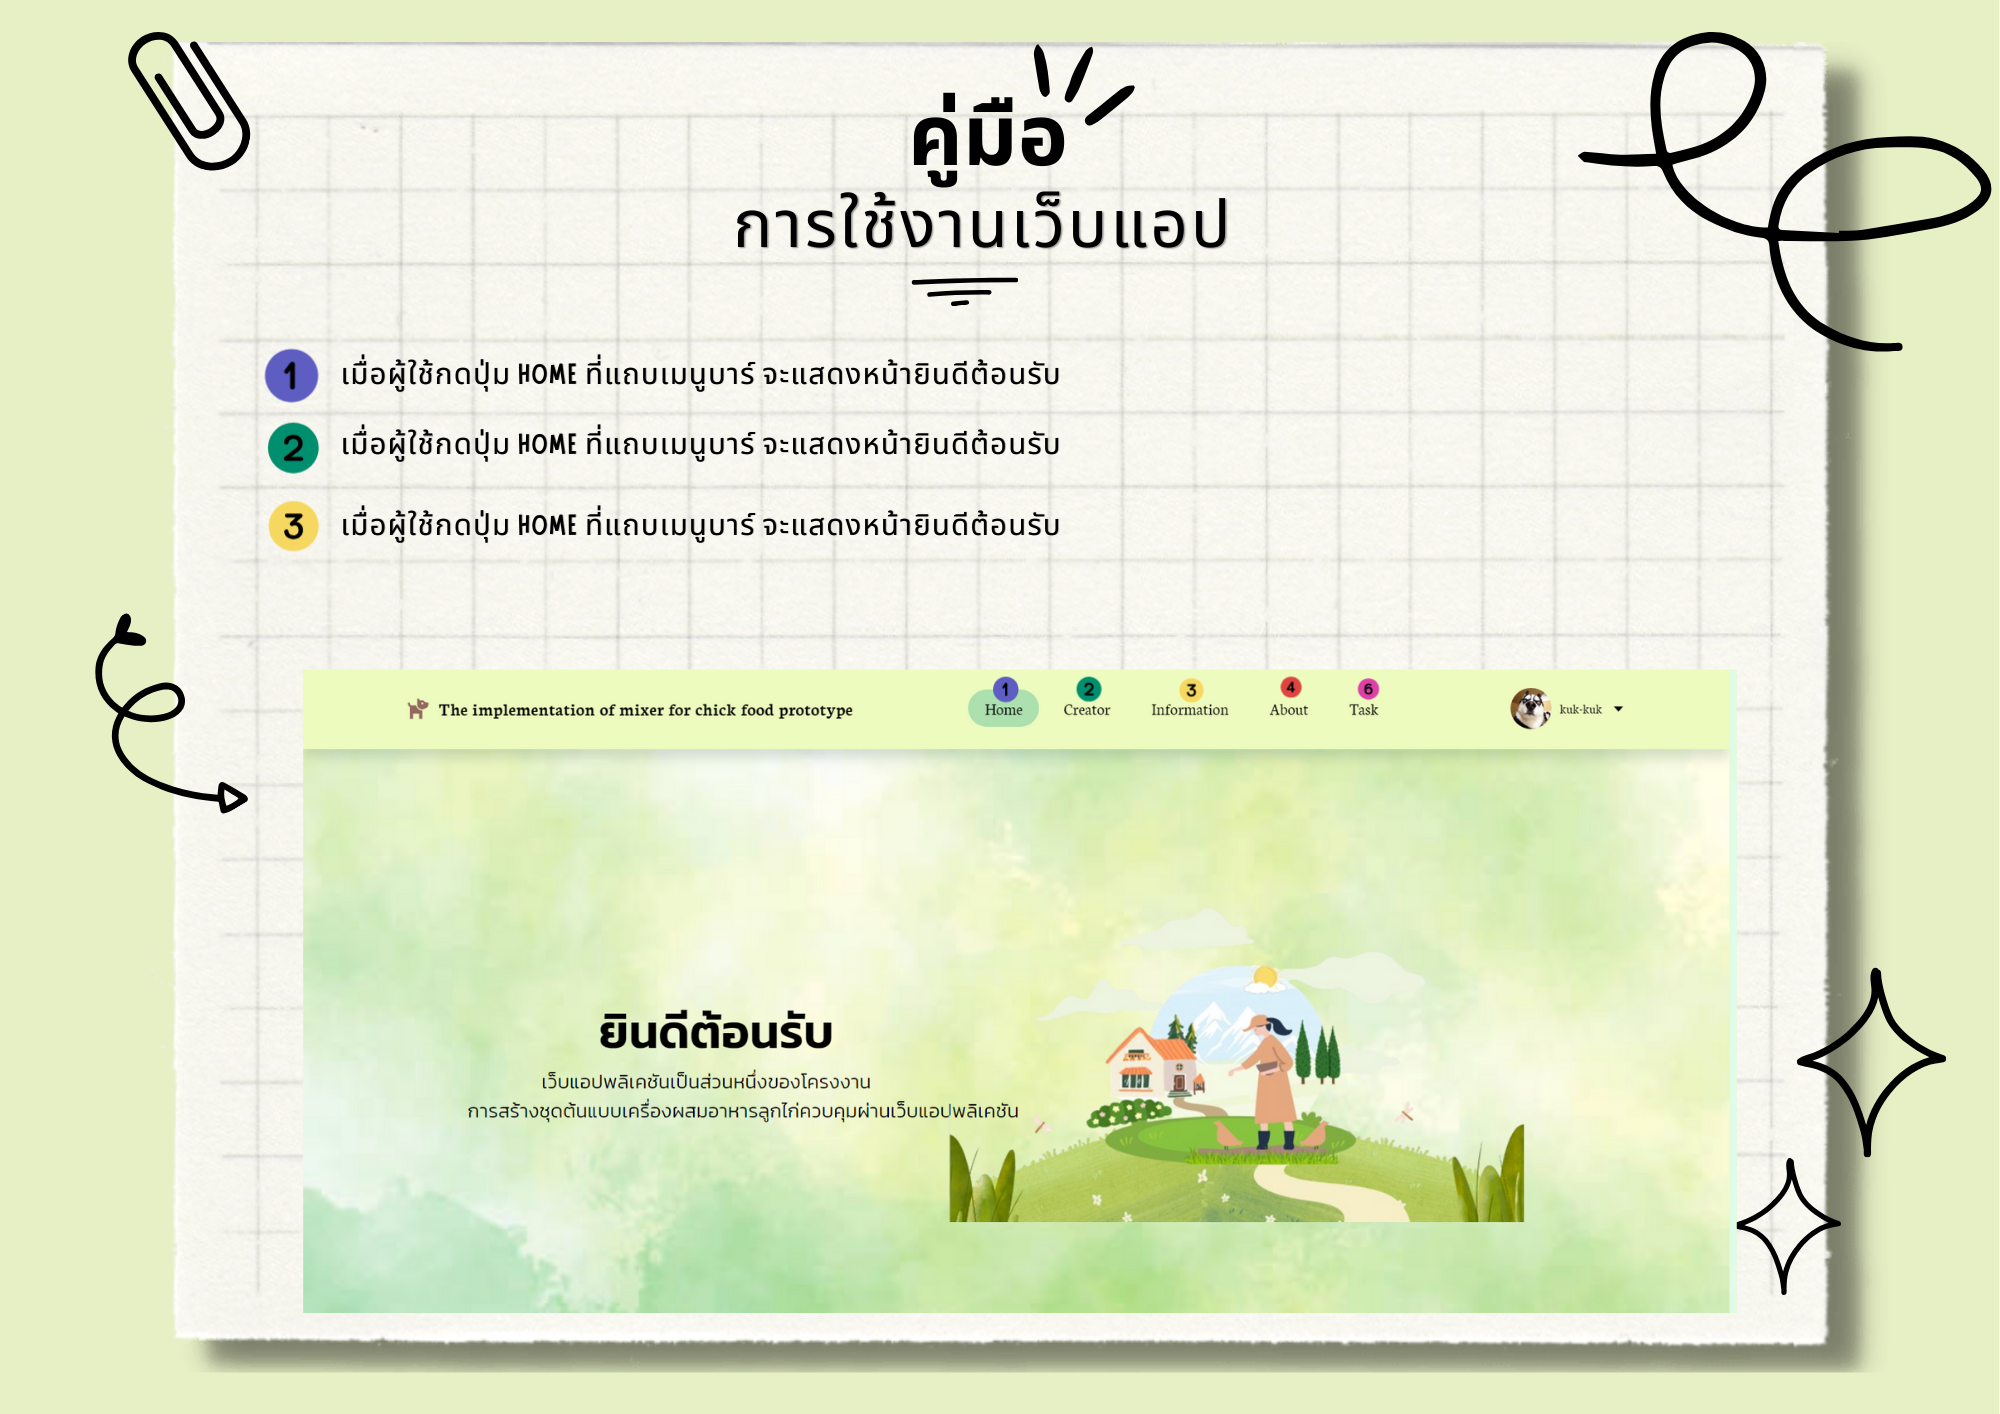 คู่มือ
การใช้งานเว็บแอป
1 เมื่อผู้ใช้กดปุ่ม HOME ที่แถบเมนูบาร์ จะแสดงหน้ายินดีต้อนรับ
2 เมื่อผู้ใช้กดปุ่ม HOME ที่แถบเมนูบาร์ จะแสดงหน้ายินดีต้อนรับ
3 เมื่อผู้ใช้กดปุ่ม HOME ที่แถบเมนูบาร์ จะแสดงหน้ายินดีต้อนรับ
1 2 3 4 6
The implementation of mixer for chick food prototype Home Creator Information About Task kuk-kuk
ยินดีต้อนรับ
เว็บแอปพลิเคชันเป็นส่วนหนึ่งของโครงงาน
การสร้างชุดต้นแบบเครื่องผสมอาหารลูกไก่ควบคุมผ่านเว็บแอปพลิเคชัน